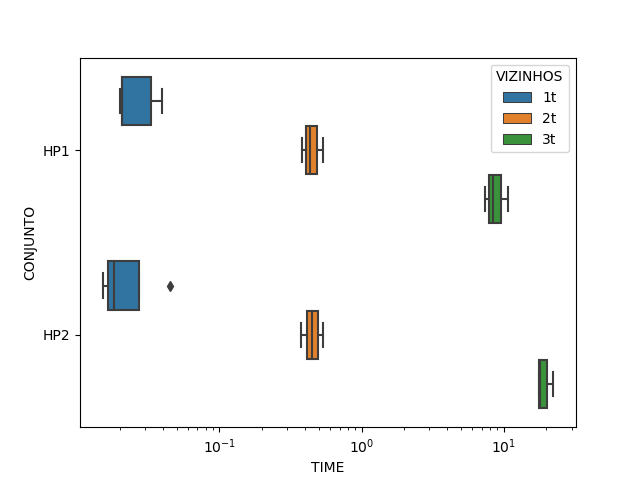 VIZINHOS
1t
2t
3t
HP1
HP2
CONJUNTO
10⁻¹
10⁰
10¹
TIME